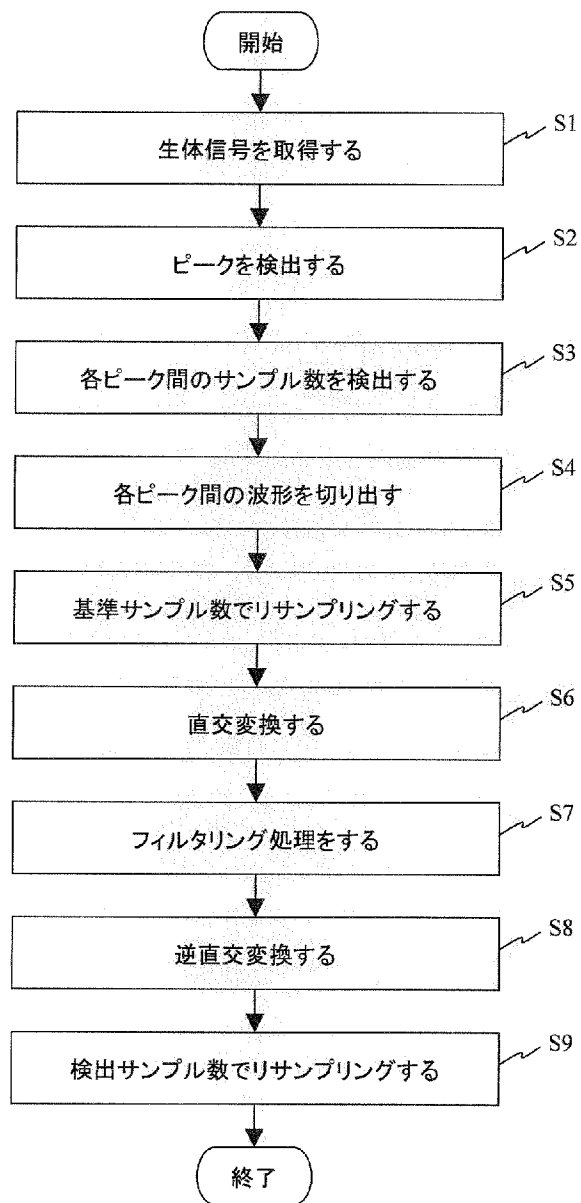 開始
生体信号を取得する
S1
ピークを検出する
S2
各ピーク間のサンプル数を検出する
S3
各ピーク間の波形を切り出す
S4
基準サンプル数でリサンプリングする
S5
直交変換する
S6
フィルタリング処理をする
S7
逆直交変換する
S8
検出サンプル数でリサンプリングする
S9
終了